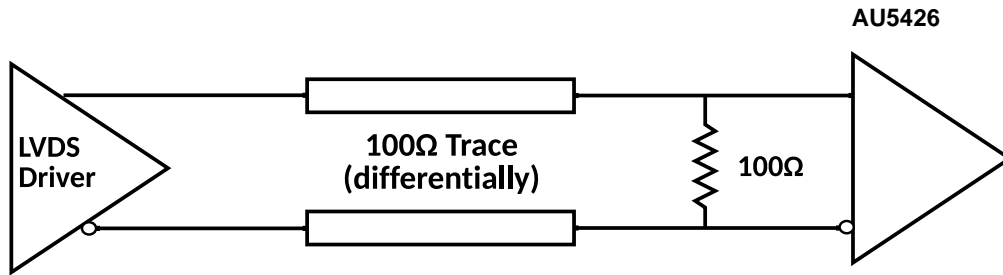 AU5426
LVDS
Driver
100Ω Trace
(differentially)
100Ω